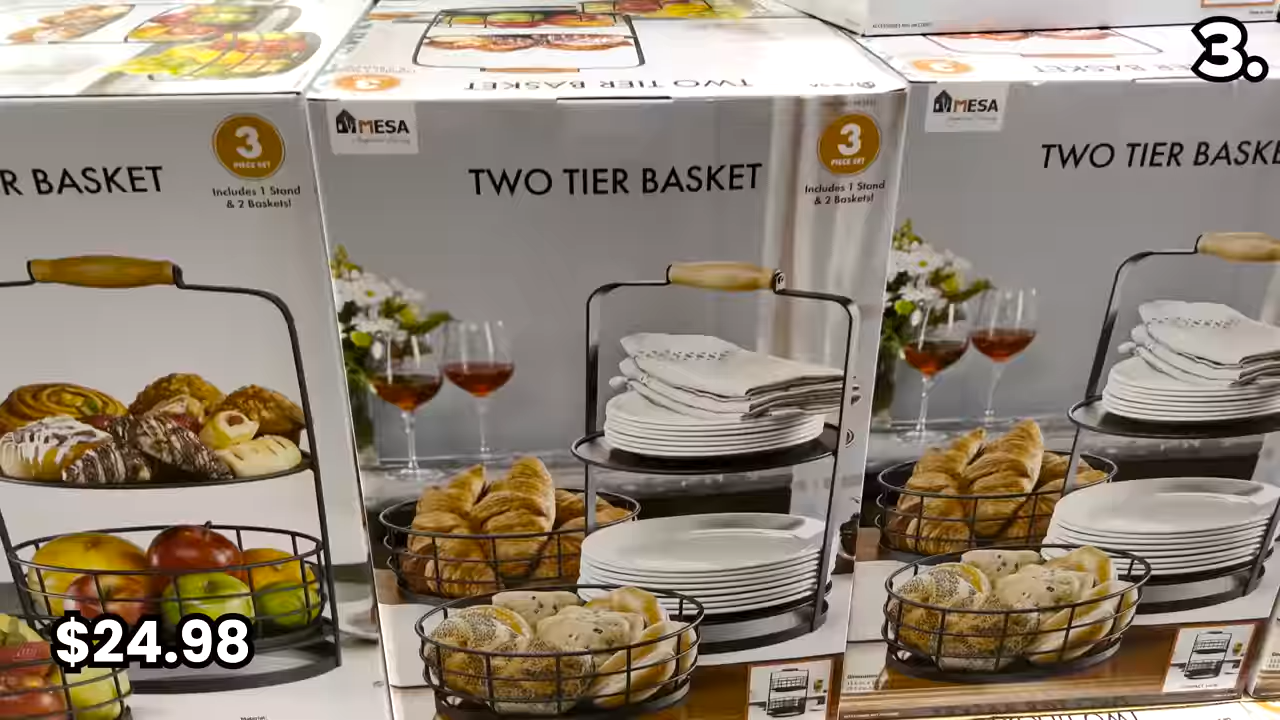 3.
TWO TIER BASKET
MESA
3
PIECE SET
Includes 1 Stand
& 2 Baskets!
R BASKET
MESA
TWO TIER BASKET
3
PIECE SET
Includes 1 Stand
& 2 Baskets!
MESA
TWO TIER BASKE
$24.98